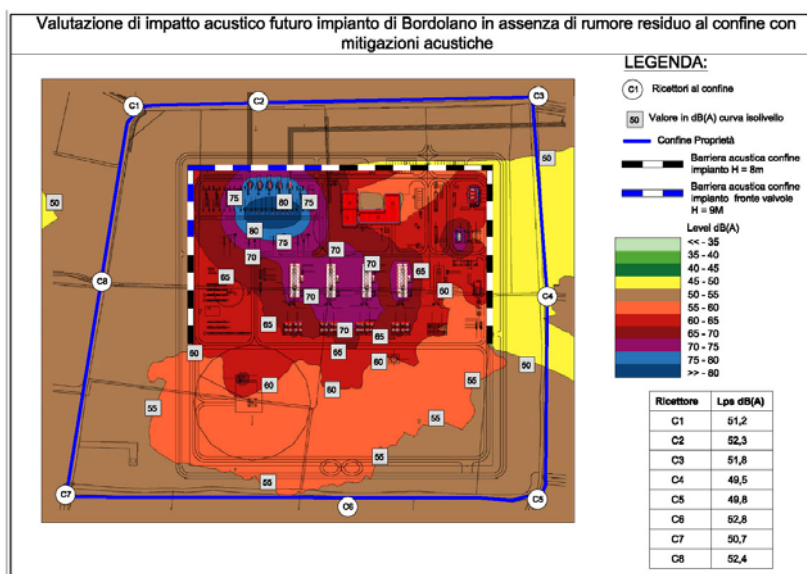 Valutazione di impatto acustico futuro impianto di Bordolano in assenza di rumore residuo al confine con
mitigazioni acustiche
LEGENDA:
C1 Ricettori al confine
50 Valore in dB(A) curva isolivello
Confine Proprietà
Barriera acustica confine
impianto H = 8m
Barriera acustica confine
impianto fronte valvole
H = 9M
Level dB(A)
<< - 35
35 - 40
40 - 45
45 - 50
50 - 55
55 - 60
60 - 65
65 - 70
70 - 75
75 - 80
>> - 80
Ricettore Lps dB(A)
C1 51,2
C2 52,3
C3 51,8
C4 49,5
C5 49,8
C6 52,8
C7 50,7
C8 52,4
C1
C2
C3
50
75
80
75
50
80
75
70
70
70
65
65
C8
70
60
C4
65
70
65
60
65
60
50
60
60
55
55
55
55
55
C7
C6
C5